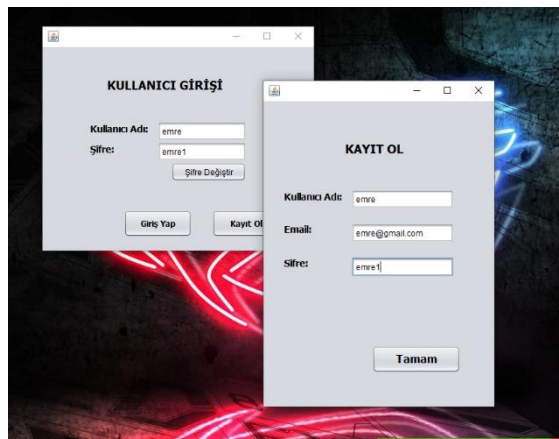 KULLANICI GİRİŞİ
Kullanıcı Adı: emre
Şifre: emre1
Şifre Değiştir
Giriş Yap Kayıt Ol
KAYIT OL
Kullanıcı Adı: emre
Email: emre@gmail.com
Sifre: emre1
Tamam